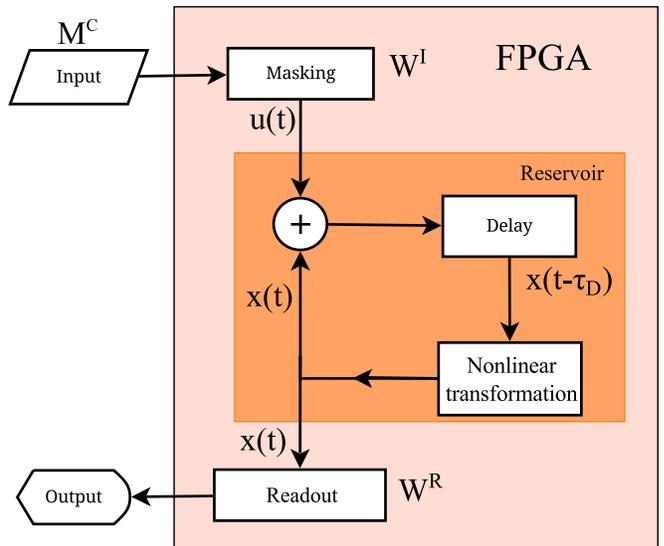 M^C
Input
Masking
W^I
FPGA
u(t)
Reservoir
+
Delay
x(t)
x(t-τ_D)
Nonlinear
transformation
x(t)
Output
Readout
W^R